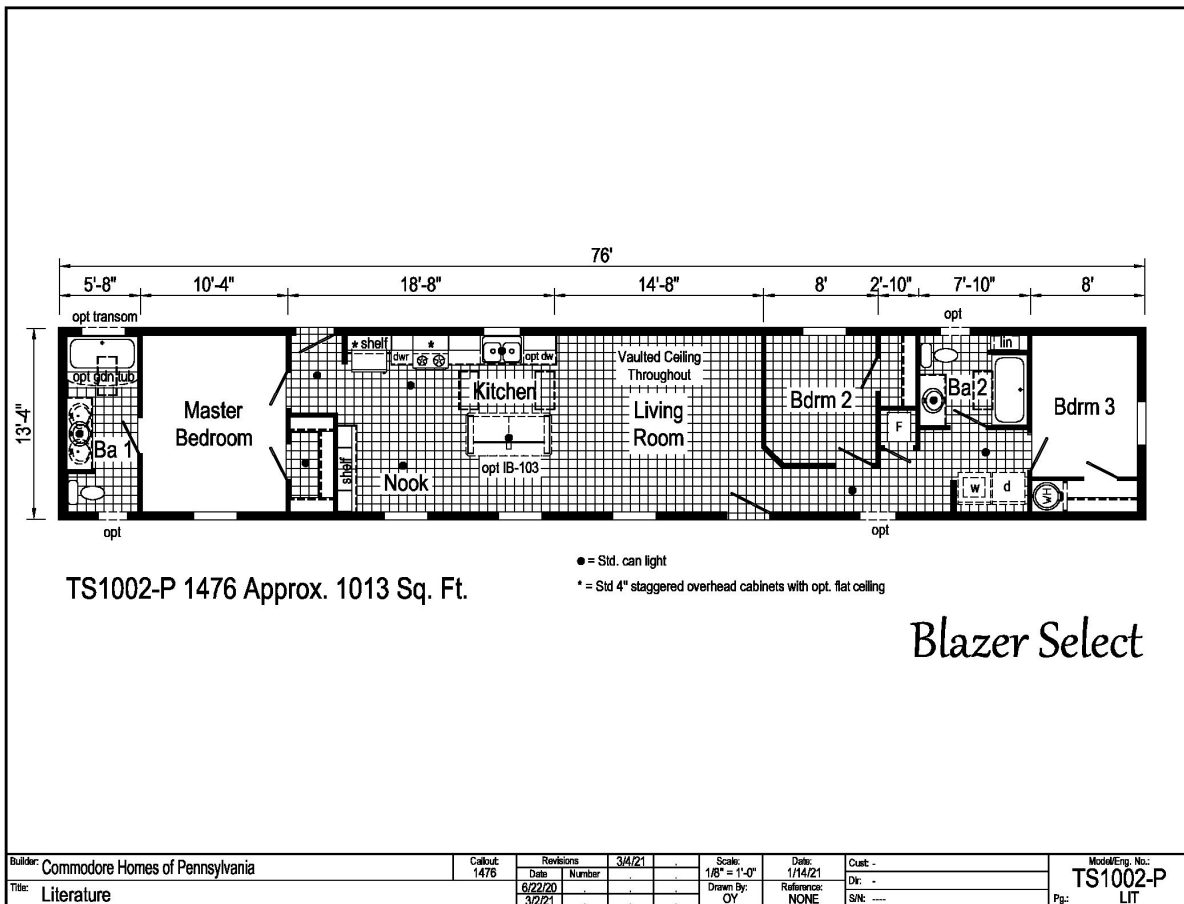 76'
5'-8" 10'-4" 18'-8" 14'-8" 8' 2'-10" 7'-10" 8'
13'-4"
opt transom
opt
opt gdn tub
Ba 1
opt
Master
Bedroom
* shelf
dwr
*
opt dw
Kitchen
opt IB-103
shelf
Nook
Vaulted Ceiling
Throughout
Living
Room
Bdrm 2
F
opt
lin
Ba 2
w d
WH
Bdrm 3
● = Std. can light
* = Std 4" staggered overhead cabinets with opt. flat ceiling
TS1002-P 1476 Approx. 1013 Sq. Ft.
Blazer Select
Builder: Commodore Homes of Pennsylvania
Title: Literature
Callout:
1476
Revisions 3/4/21 .
Date Number . .
6/22/20 . . .
3/2/21 . . .
Scale:
1/8" = 1'-0"
Drawn By:
OY
Date:
1/14/21
Reference:
NONE
Cust: -
Dir: -
S/N: ----
Model/Eng. No.:
TS1002-P
Pg.: LIT